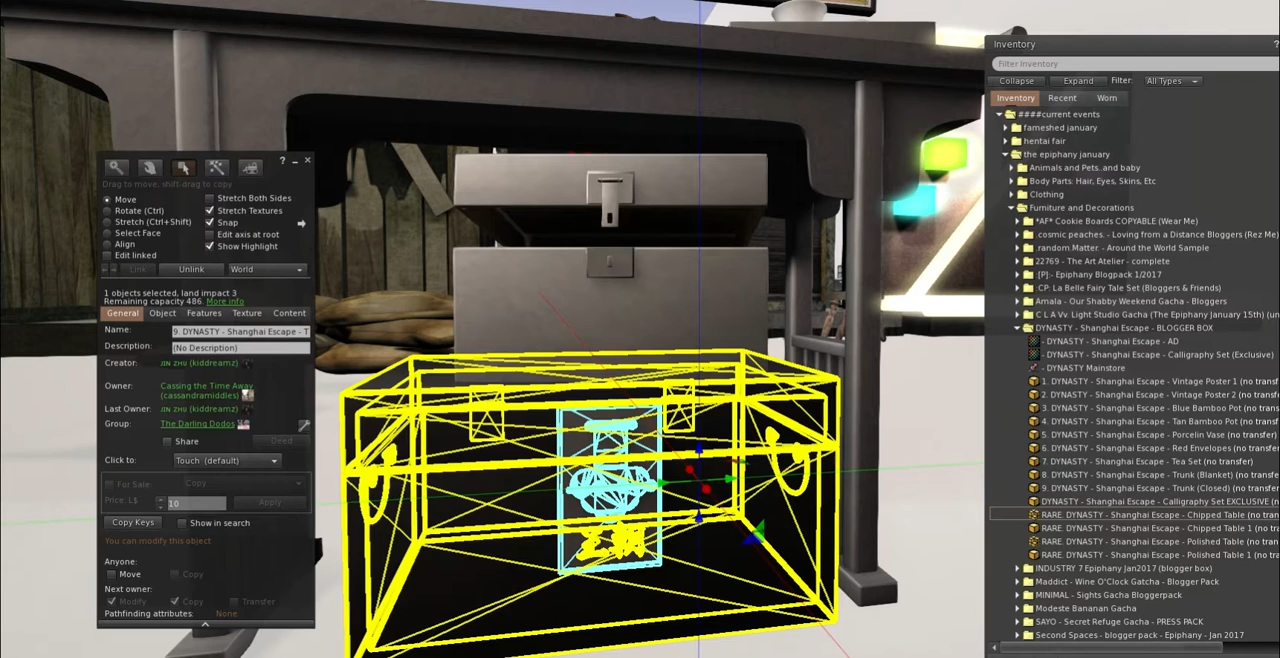 Drag to move, shift-drag to copy
Move
Rotate (Ctrl)
Stretch (Ctrl+Shift)
Select Face
Align
Edit linked
Stretch Both Sides
Stretch Textures
Snap
Edit axis at root
Show Highlight
Link
Unlink
World
1 objects selected, land impact 3
Remaining capacity 486. More info
General
Object
Features
Texture
Content
Name: 9. DYNASTY - Shanghai Escape - T
Description: (No Description)
Creator: JIN ZHU (kiddreamz)
Owner: Cassing the Time Away
(cassandramiddles)
Last Owner: JIN ZHU (kiddreamz)
Group: The Darling Dodos
Share
Deed
Click to: Touch (default)
For Sale: Copy
Price: L$ 10
Apply
Copy Keys
Show in search
You can modify this object
Anyone:
Move
Copy
Next owner:
Modify
Copy
Transfer
Pathfinding attributes: None
Inventory
Filter Inventory
Collapse
Expand
Filter:
All Types
Inventory
Recent
Worn
####current events
fameshed january
hentai fair
the epiphany january
Animals and Pets..and baby
Body Parts: Hair, Eyes, Skins, Etc
Clothing
Furniture and Decorations
*AF* Cookie Boards COPYABLE (Wear Me)
.cosmic peaches. - Loving from a Distance Bloggers (Rez Me)
.random.Matter. - Around the World Sample
22769 - The Art Atelier - complete
:[P]:- Epiphany Blogpack 1/2017
:CP: La Belle Fairy Tale Set (Bloggers & Friends)
Amala - Our Shabby Weekend Gacha - Bloggers
C L A Vv. Light Studio Gacha (The Epiphany January 15th) (un
DYNASTY - Shanghai Escape - BLOGGER BOX
- DYNASTY - Shanghai Escape - AD
- DYNASTY - Shanghai Escape - Calligraphy Set (Exclusive)
- DYNASTY Mainstore
1. DYNASTY - Shanghai Escape - Vintage Poster 1 (no transf
2. DYNASTY - Shanghai Escape - Vintage Poster 2 (no transf
3. DYNASTY - Shanghai Escape - Blue Bamboo Pot (no trans
4. DYNASTY - Shanghai Escape - Tan Bamboo Pot (no transf
5. DYNASTY - Shanghai Escape - Porcelin Vase (no transfer)
6. DYNASTY - Shanghai Escape - Red Envelopes (no transfer
7. DYNASTY - Shanghai Escape - Tea Set (no transfer)
8. DYNASTY - Shanghai Escape - Trunk (Blanket) (no transfer
9. DYNASTY - Shanghai Escape - Trunk (Closed) (no transfer)
DYNASTY - Shanghai Escape - Calligraphy Set EXCLUSIVE (n
RARE. DYNASTY - Shanghai Escape - Chipped Table (no tran
RARE. DYNASTY - Shanghai Escape - Chipped Table 1 (no tran
RARE. DYNASTY - Shanghai Escape - Polished Table (no tran
RARE. DYNASTY - Shanghai Escape - Polished Table 1 (no tra
INDUSTRY 7 Epiphany Jan2017 (blogger box)
Maddict - Wine O'Clock Gatcha - Blogger Pack
MINIMAL - Sights Gacha Bloggerpack
Modeste Bananan Gacha
SAYO - Secret Refuge Gacha - PRESS PACK
Second Spaces - blogger pack - Epiphany - Jan 2017